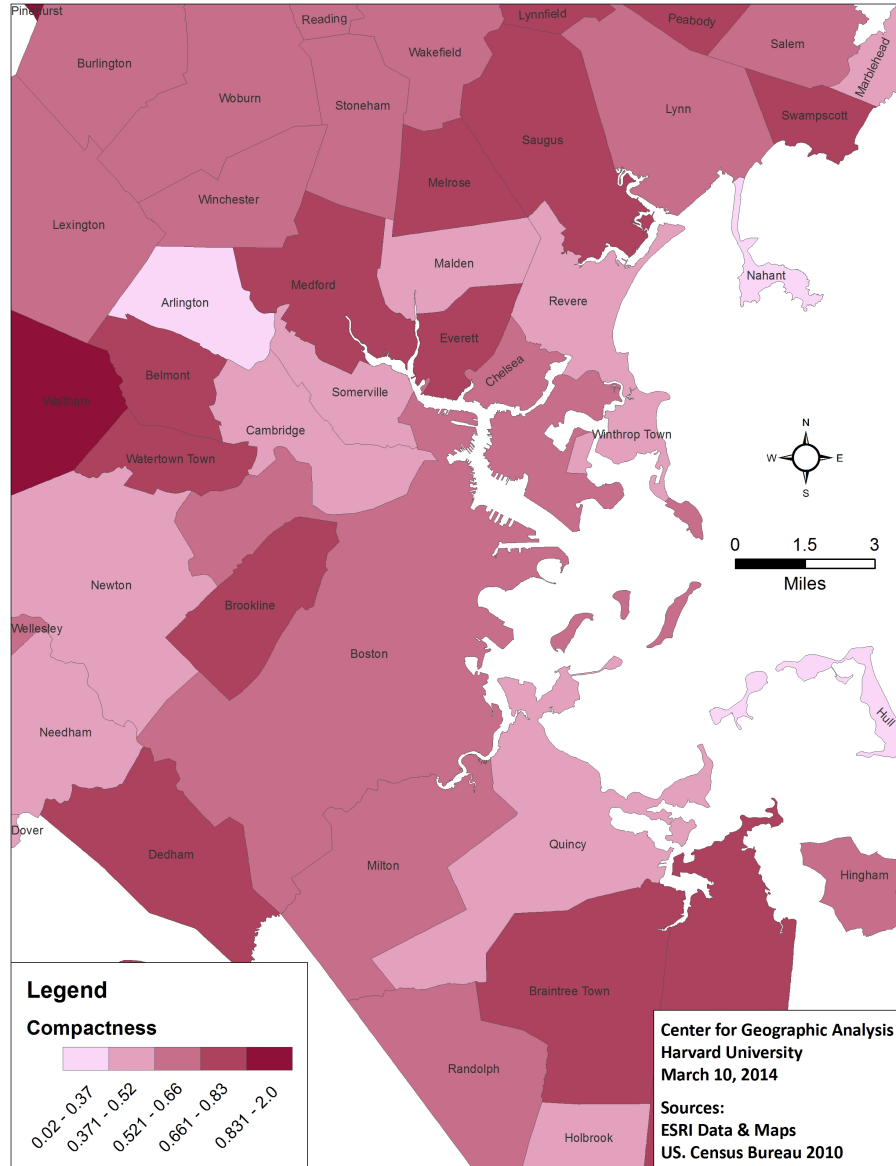 Pinehurst
Reading
Lynnfield
Peabody
Salem
Marblehead
Burlington
Wakefield
Woburn
Stoneham
Lynn
Swampscott
Saugus
Melrose
Winchester
Lexington
Malden
Medford
Arlington
Nahant
Revere
Everett
Chelsea
Belmont
Somerville
Waltham
Cambridge
Winthrop Town
Watertown Town
N
W
E
S
0 1.5 3
Miles
Newton
Brookline
Wellesley
Boston
Hull
Needham
Dover
Quincy
Dedham
Milton
Hingham
Braintree Town
Randolph
Holbrook
Legend
Compactness
0.02 - 0.37
0.371 - 0.52
0.521 - 0.66
0.661 - 0.83
0.831 - 2.0
Center for Geographic Analysis
Harvard University
March 10, 2014
Sources:
ESRI Data & Maps
US. Census Bureau 2010